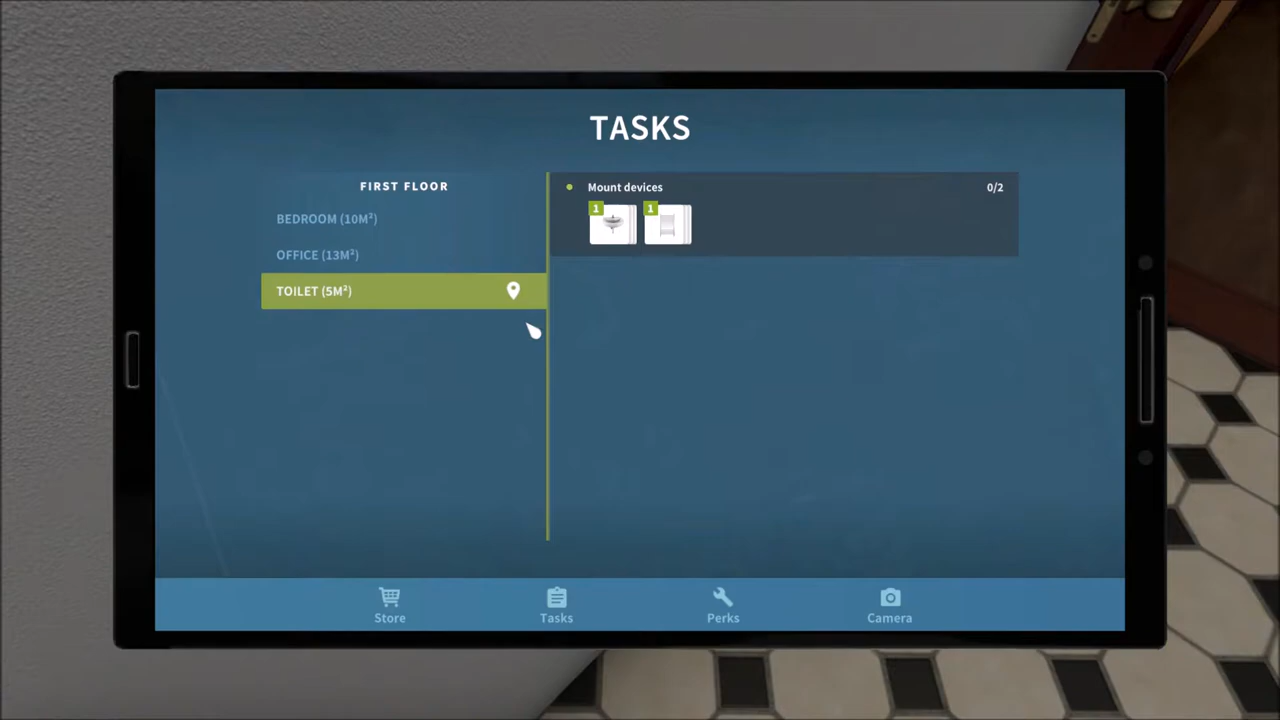 TASKS
FIRST FLOOR
BEDROOM (10M²)
OFFICE (13M²)
TOILET (5M²)
Mount devices 0/2
1 1
Store Tasks Perks Camera